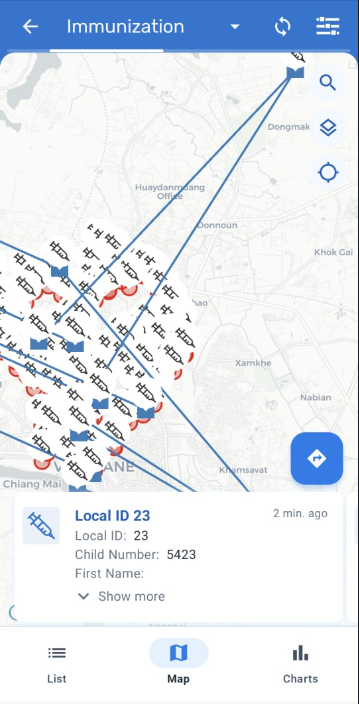 Immunization
Dongmak
Huaydanmuang
Office
Donnoun
Khok Gai
hao
Xamkhe
Nabian
V
ANE
Khamsavat
Chiang Mai
Local ID 23
2 min. ago
Local ID: 23
Child Number: 5423
First Name:
Show more
List
Map
Charts